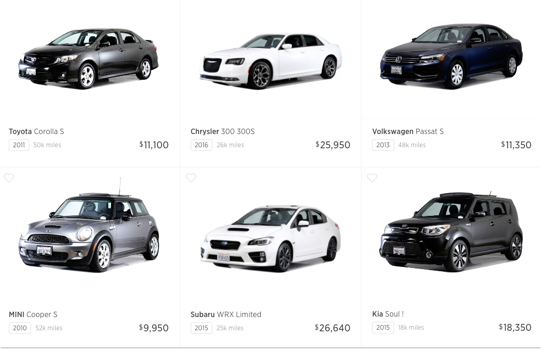 Toyota Corolla S
2011 50k miles $11,100
Chrysler 300 300S
2016 26k miles $25,950
Volkswagen Passat S
2013 48k miles $11,350
MINI Cooper S
2010 52k miles $9,950
Subaru WRX Limited
2015 25k miles $26,640
Kia Soul !
2015 18k miles $18,350